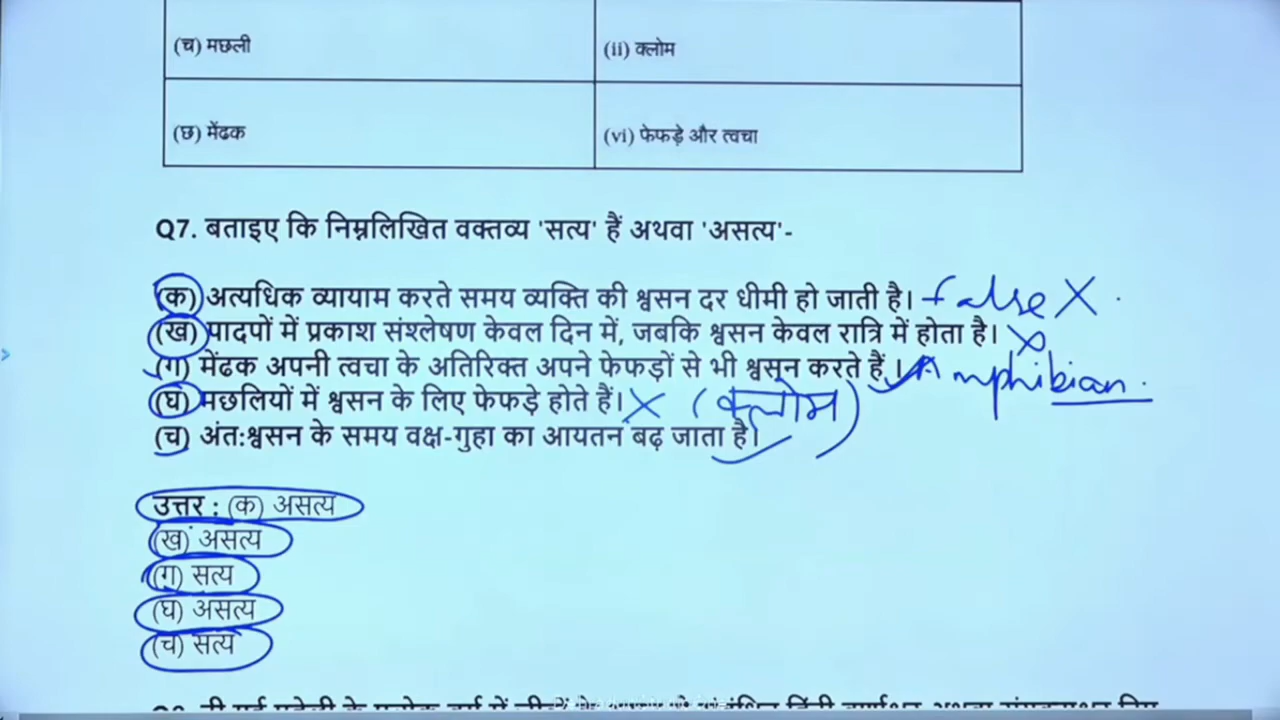 (च) मछली (ii) क्लोम
(छ) मेंढक (vi) फेफड़े और त्वचा
Q7. बताइए कि निम्नलिखित वक्तव्य 'सत्य' हैं अथवा 'असत्य'-
(क) अत्यधिक व्यायाम करते समय व्यक्ति की श्वसन दर धीमी हो जाती है। false X
(ख) पादपों में प्रकाश संश्लेषण केवल दिन में, जबकि श्वसन केवल रात्रि में होता है। X
(ग) मेंढक अपनी त्वचा के अतिरिक्त अपने फेफड़ों से भी श्वसन करते हैं । Amphibian.
(घ) मछलियों में श्वसन के लिए फेफड़े होते हैं। X (क्लोम)
(च) अंत:श्वसन के समय वक्ष-गुहा का आयतन बढ़ जाता है।
उत्तर : (क) असत्य
(ख) असत्य
(ग) सत्य
(घ) असत्य
(च) सत्य